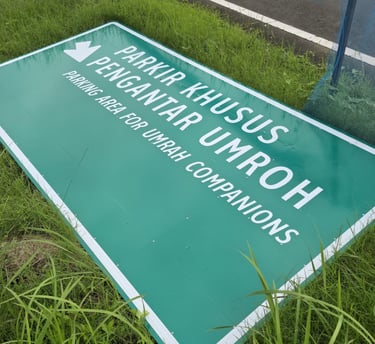 PARKIR KHUSUS
PENGANTAR UMROH
PARKING AREA FOR UMRAH COMPANIONS